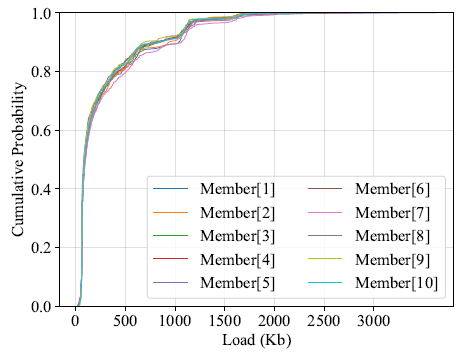 1.0
0.8
0.6
0.4
0.2
0.0
Cumulative Probability
Member[1] Member[6]
Member[2] Member[7]
Member[3] Member[8]
Member[4] Member[9]
Member[5] Member[10]
0 500 1000 1500 2000 2500 3000
Load (Kb)